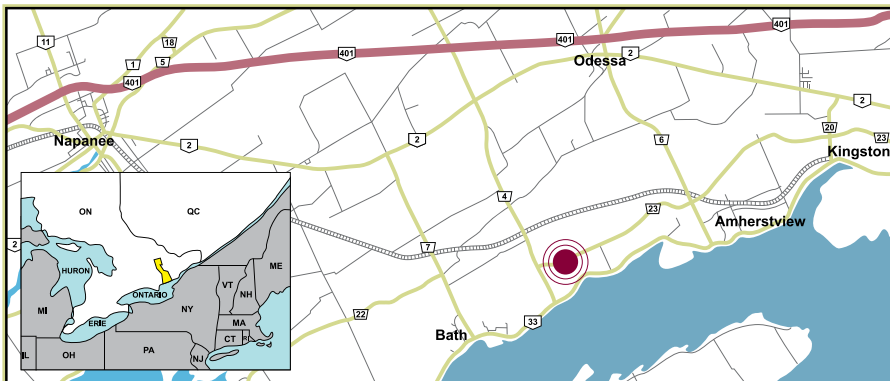 401
11
18
401
401
2
1
5
Odessa
401
2
20
23
Napanee
2
2
6
Kingston
4
23
Amherstview
2
7
22
Bath
33
ON
QC
HURON
ME
ONTARIO
VT
NH
MI
NY
ERIE
MA
CT
R
IL
OH
PA
NJ